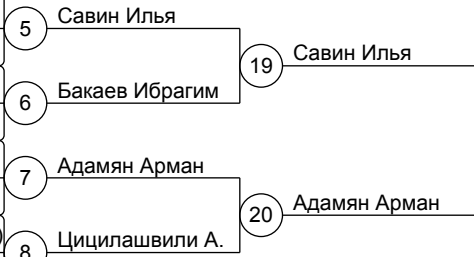 5 Савин Илья
19 Савин Илья
6 Бакаев Ибрагим
7 Адамян Арман
20 Адамян Арман
8 Цицилашвили А.